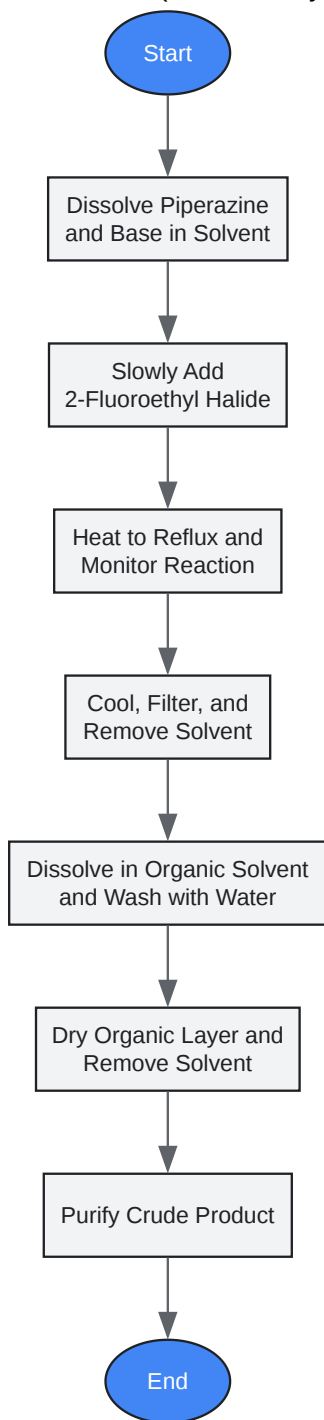 Start
Dissolve Piperazine
and Base in Solvent
Slowly Add
2-Fluoroethyl Halide
Heat to Reflux and
Monitor Reaction
Cool, Filter, and
Remove Solvent
Dissolve in Organic Solvent
and Wash with Water
Dry Organic Layer and
Remove Solvent
Purify Crude Product
End